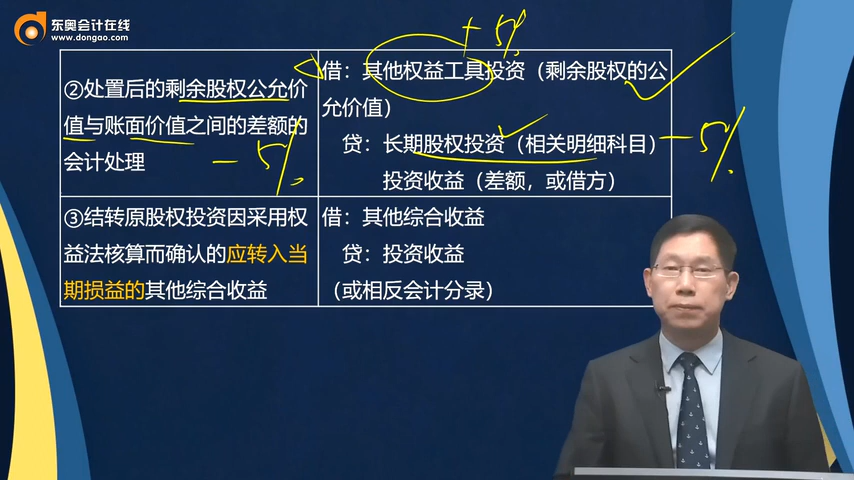 东奥会计在线
www.dongao.com
②处置后的剩余股权公允价
值与账面价值之间的差额的
会计处理
-5%
+5%
借：其他权益工具投资（剩余股权的公
允价值）
贷：长期股权投资（相关明细科目）
-5%
投资收益（差额，或借方）
③结转原股权投资因采用权
益法核算而确认的应转入当
期损益的其他综合收益
借：其他综合收益
贷：投资收益
（或相反会计分录）